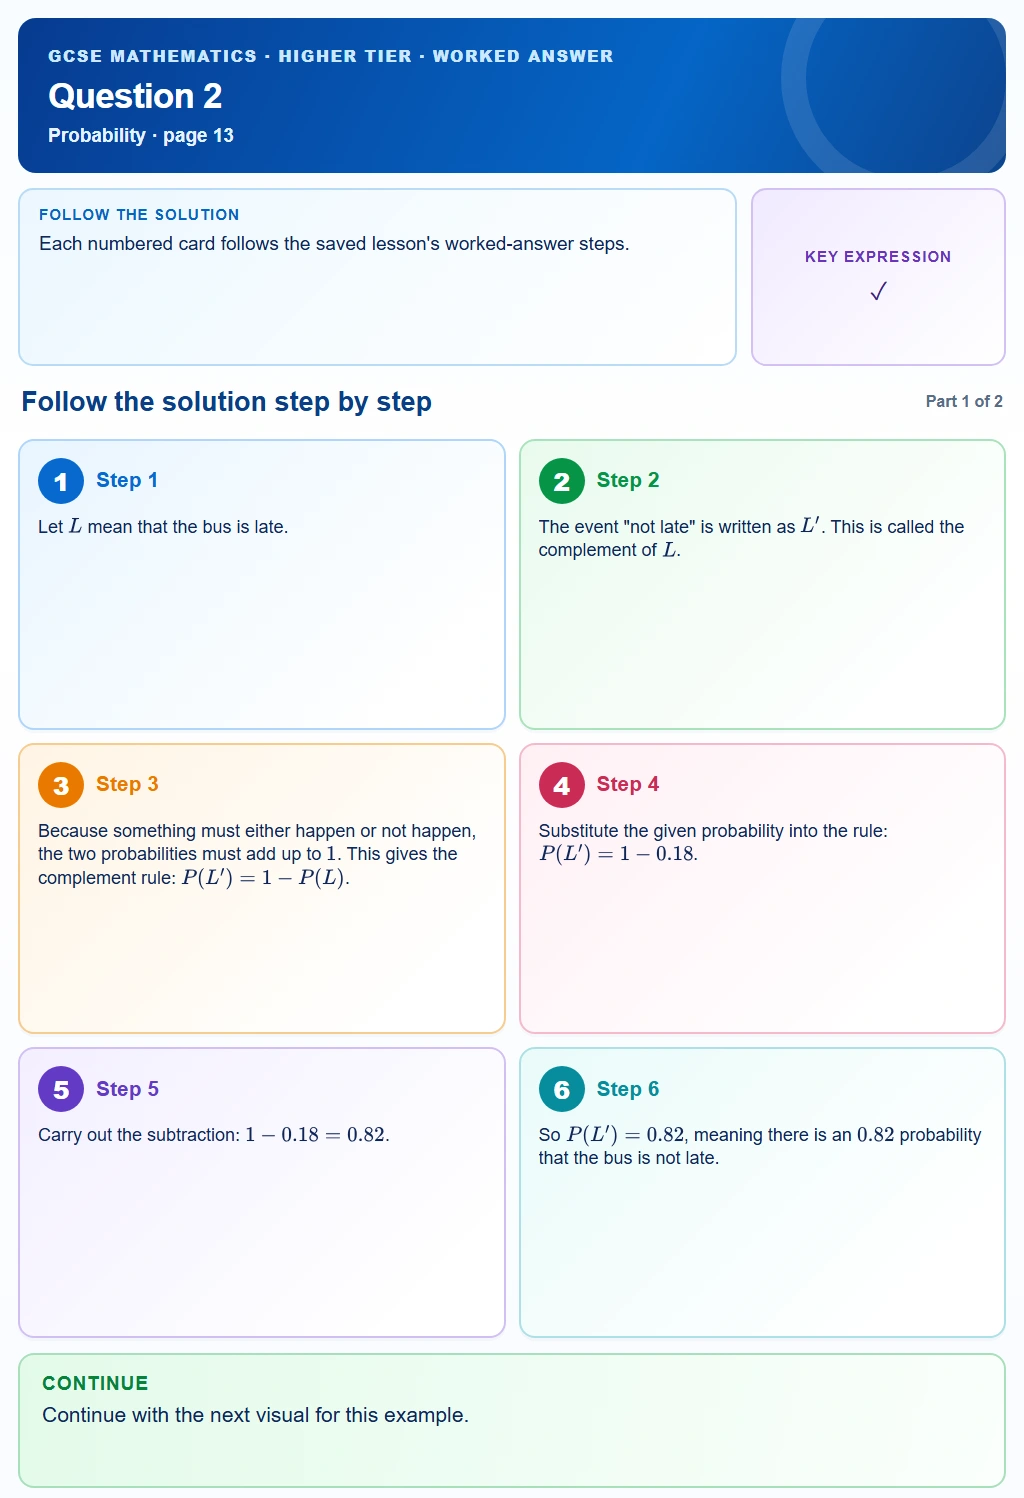 GCSE MATHEMATICS · HIGHER TIER · WORKED ANSWER
Question 2
Probability · page 13
FOLLOW THE SOLUTION
Each numbered card follows the saved lesson's worked-answer steps.
KEY EXPRESSION
✓
Follow the solution step by step
Part 1 of 2
1 Step 1
Let L mean that the bus is late.
2 Step 2
The event "not late" is written as L′. This is called the
complement of L.
3 Step 3
Because something must either happen or not happen,
the two probabilities must add up to 1. This gives the
complement rule: P(L′) = 1 − P(L).
4 Step 4
Substitute the given probability into the rule:
P(L′) = 1 − 0.18.
5 Step 5
Carry out the subtraction: 1 − 0.18 = 0.82.
6 Step 6
So P(L′) = 0.82, meaning there is an 0.82 probability
that the bus is not late.
CONTINUE
Continue with the next visual for this example.